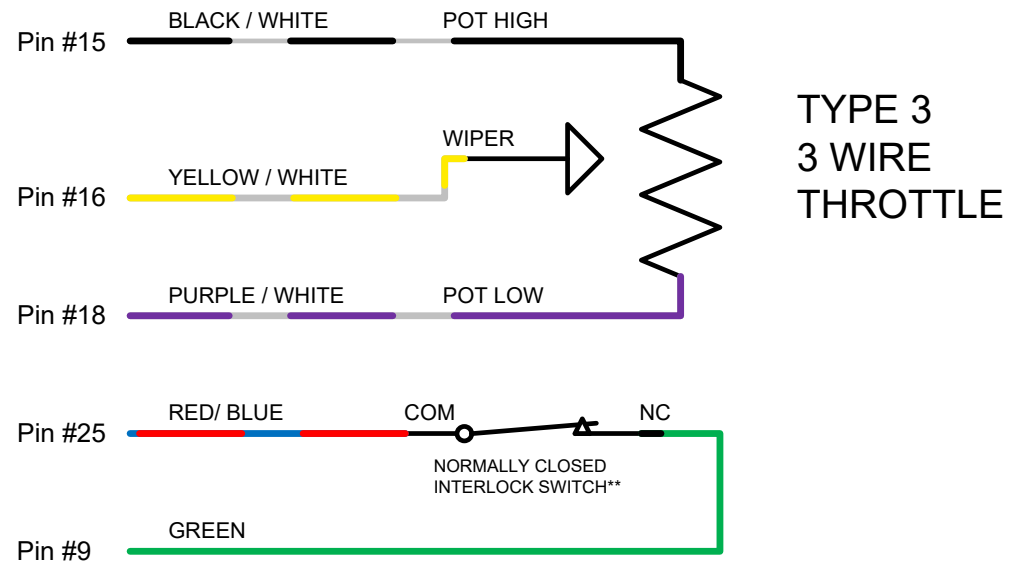 BLACK / WHITE
POT HIGH
Pin #15
TYPE 3
3 WIRE
THROTTLE
WIPER
YELLOW / WHITE
Pin #16
PURPLE / WHITE
POT LOW
Pin #18
RED/ BLUE
COM
NC
Pin #25
NORMALLY CLOSED
INTERLOCK SWITCH**
GREEN
Pin #9